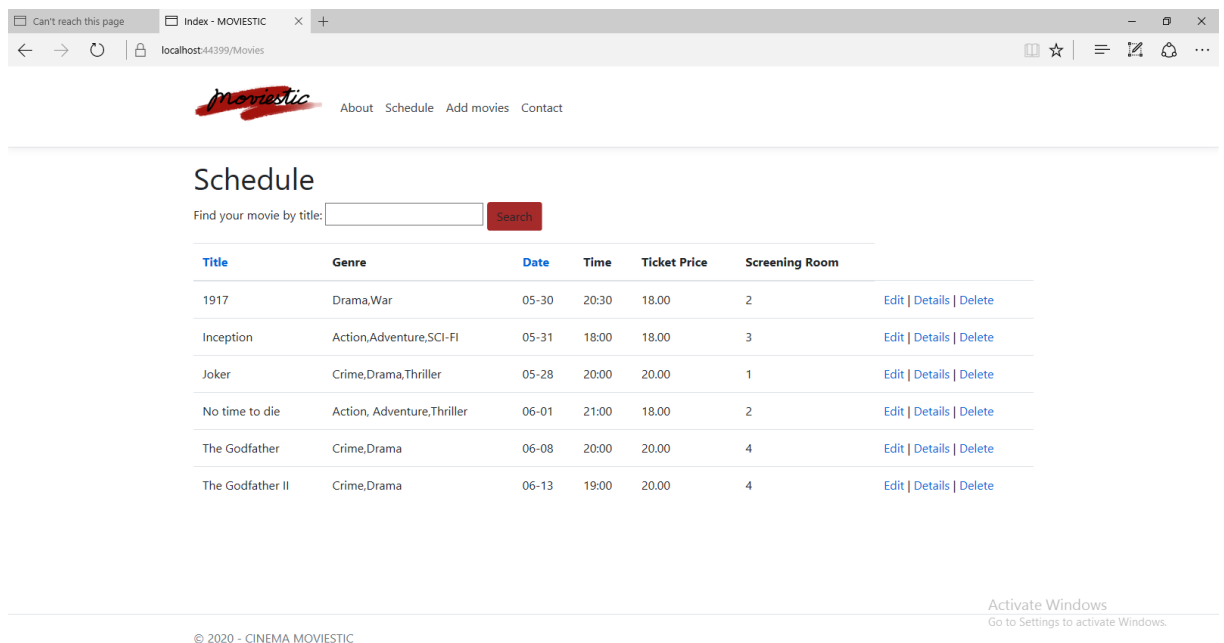 Can't reach this page
Index - MOVIESTIC
localhost:44399/Movies
moviestic
About Schedule Add movies Contact
Schedule
Find your movie by title: Search
Title Genre Date Time Ticket Price Screening Room
1917 Drama,War 05-30 20:30 18.00 2 Edit | Details | Delete
Inception Action,Adventure,SCI-FI 05-31 18:00 18.00 3 Edit | Details | Delete
Joker Crime,Drama,Thriller 05-28 20:00 20.00 1 Edit | Details | Delete
No time to die Action, Adventure,Thriller 06-01 21:00 18.00 2 Edit | Details | Delete
The Godfather Crime,Drama 06-08 20:00 20.00 4 Edit | Details | Delete
The Godfather II Crime,Drama 06-13 19:00 20.00 4 Edit | Details | Delete
Activate Windows
Go to Settings to activate Windows.
© 2020 - CINEMA MOVIESTIC